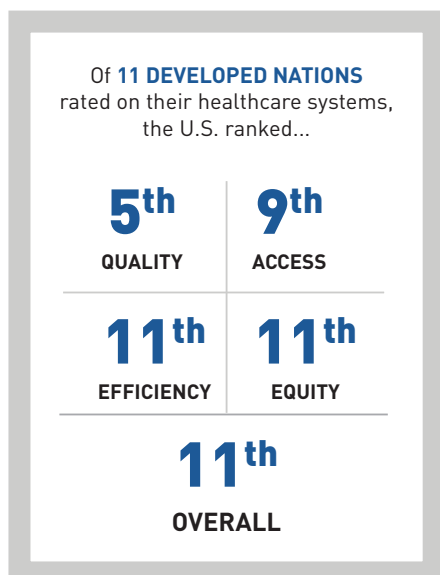 Of 11 DEVELOPED NATIONS
rated on their healthcare systems,
the U.S. ranked...
5th
QUALITY
9th
ACCESS
11th
EFFICIENCY
11th
EQUITY
11th
OVERALL